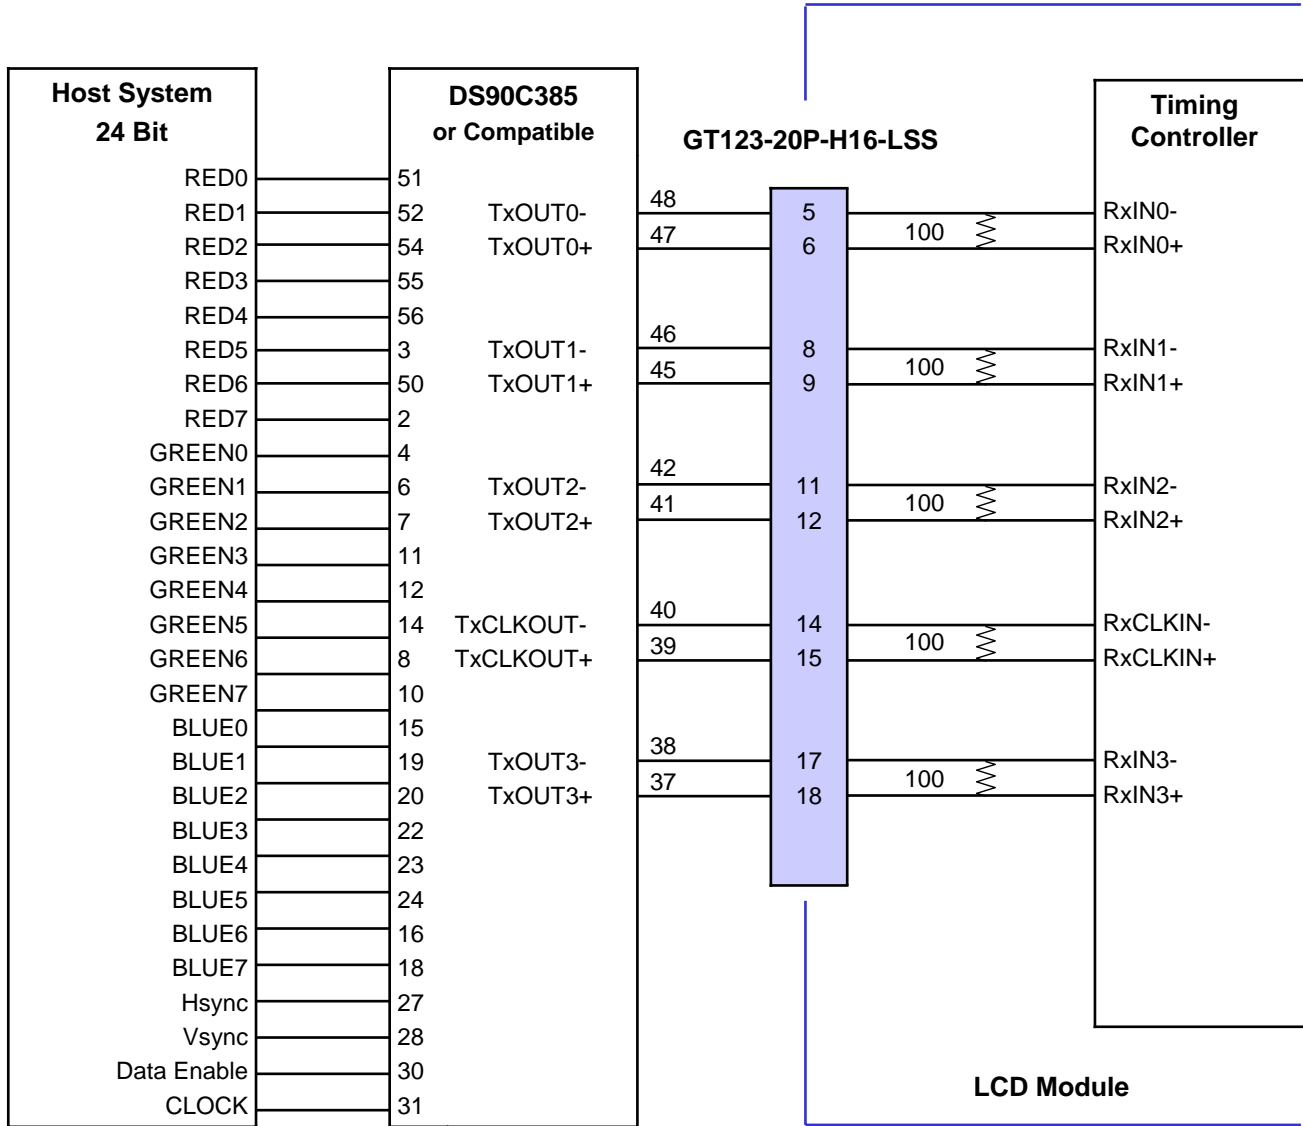 Host System
24 Bit
RED0
RED1
RED2
RED3
RED4
RED5
RED6
RED7
GREEN0
GREEN1
GREEN2
GREEN3
GREEN4
GREEN5
GREEN6
GREEN7
BLUE0
BLUE1
BLUE2
BLUE3
BLUE4
BLUE5
BLUE6
BLUE7
Hsync
Vsync
Data Enable
CLOCK
DS90C385
or Compatible
51
52
54
55
56
3
50
2
4
6
7
11
12
14
8
10
15
19
20
22
23
24
16
18
27
28
30
31
TxOUT0-
TxOUT0+
TxOUT1-
TxOUT1+
TxOUT2-
TxOUT2+
TxCLKOUT-
TxCLKOUT+
TxOUT3-
TxOUT3+
48
47
46
45
42
41
40
39
38
37
GT123-20P-H16-LSS
5
6
8
9
11
12
14
15
17
18
100
100
100
100
100
Timing
Controller
RxIN0-
RxIN0+
RxIN1-
RxIN1+
RxIN2-
RxIN2+
RxCLKIN-
RxCLKIN+
RxIN3-
RxIN3+
LCD Module